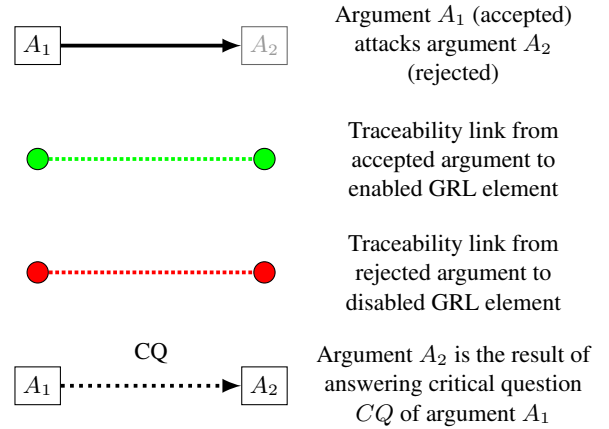 A1
A2
Argument A1 (accepted)
attacks argument A2
(rejected)
Traceability link from
accepted argument to
enabled GRL element
Traceability link from
rejected argument to
disabled GRL element
CQ
A1
A2
Argument A2 is the result of
answering critical question
CQ of argument A1